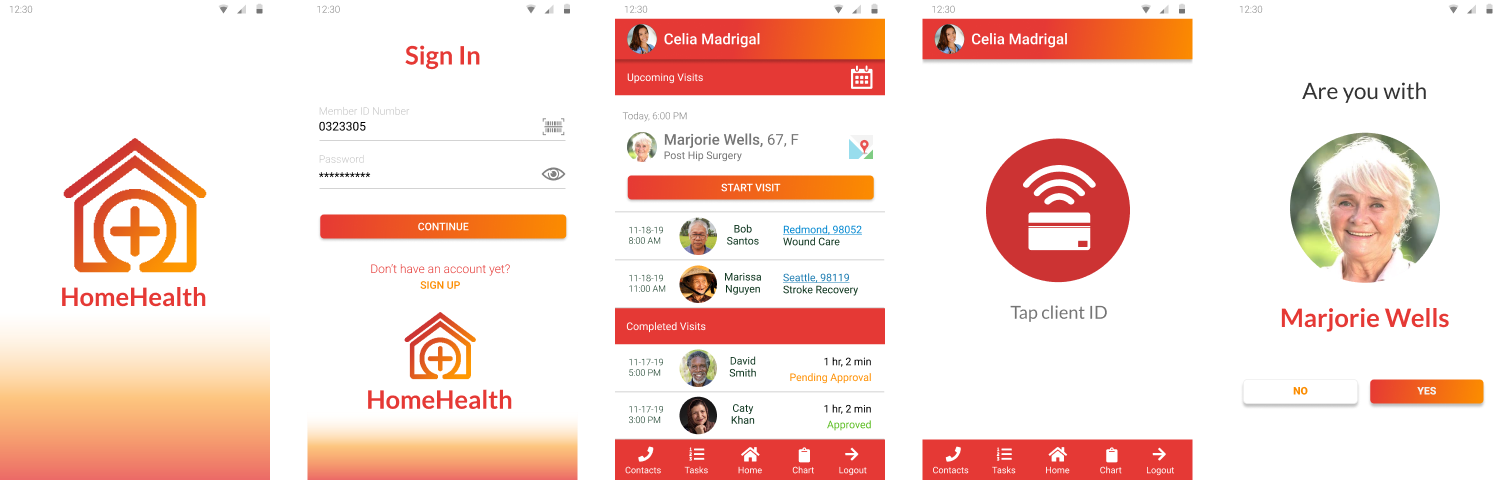 12:30
HomeHealth
12:30
Sign In
Member ID Number
0323305
Password
**********
CONTINUE
Don't have an account yet?
SIGN UP
HomeHealth
Celia Madrigal
Upcoming Visits
Today, 6:00 PM
Marjorie Wells, 67, F
Post Hip Surgery
START VISIT
11-18-19 Bob Redmond, 98052
8:00 AM Santos Wound Care
11-18-19 Marissa Seattle, 98119
11:00 AM Nguyen Stroke Recovery
Completed Visits
11-17-19 David 1 hr, 2 min
5:00 PM Smith Pending Approval
11-17-19 Caty 1 hr, 2 min
3:00 PM Khan Approved
Contacts Tasks Home Chart Logout
12:30
Celia Madrigal
Tap client ID
Contacts Tasks Home Chart Logout
12:30
Are you with
Marjorie Wells
NO YES